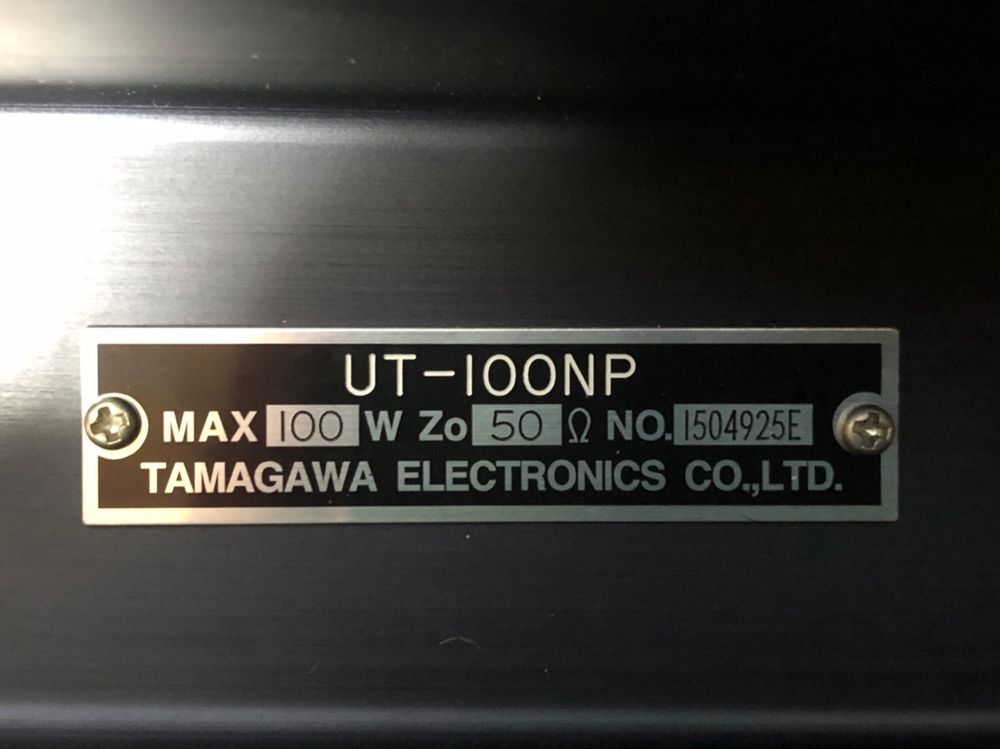 UT-100NP
MAX 100 W Zo 50 Ω NO. 1504925E
TAMAGAWA ELECTRONICS CO.,LTD.